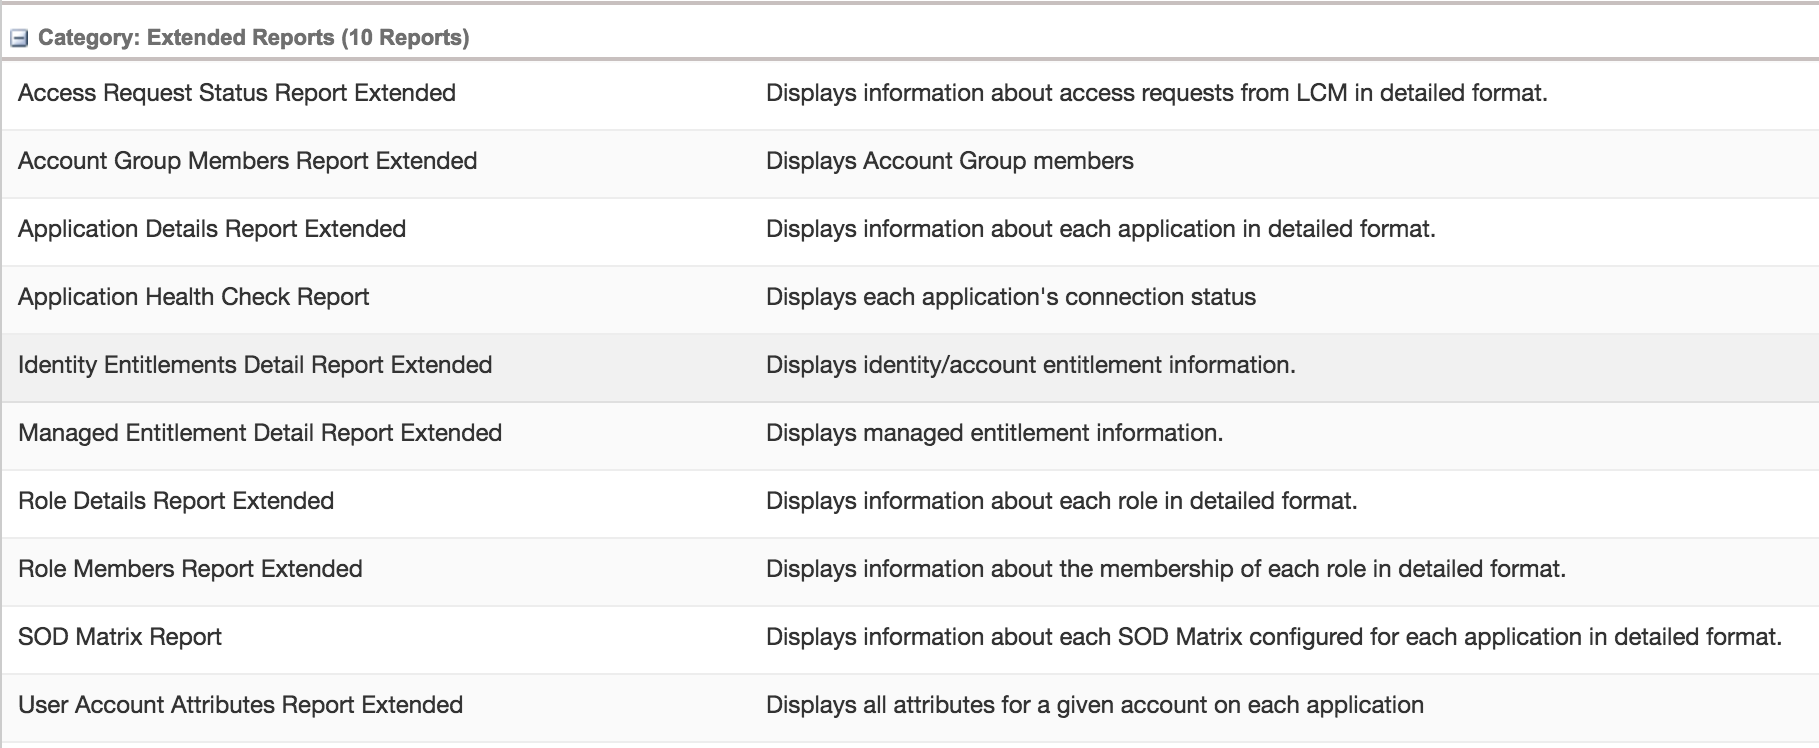 Category: Extended Reports (10 Reports)
Access Request Status Report Extended Displays information about access requests from LCM in detailed format.
Account Group Members Report Extended Displays Account Group members
Application Details Report Extended Displays information about each application in detailed format.
Application Health Check Report Displays each application's connection status
Identity Entitlements Detail Report Extended Displays identity/account entitlement information.
Managed Entitlement Detail Report Extended Displays managed entitlement information.
Role Details Report Extended Displays information about each role in detailed format.
Role Members Report Extended Displays information about the membership of each role in detailed format.
SOD Matrix Report Displays information about each SOD Matrix configured for each application in detailed format.
User Account Attributes Report Extended Displays all attributes for a given account on each application